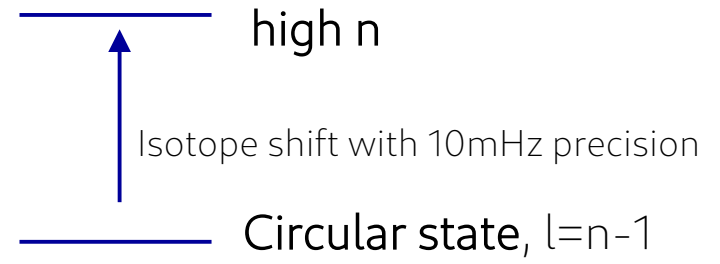 high n
Isotope shift with 10mHz precision
Circular state, l=n-1